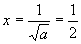 x = 1/√a = 1/2